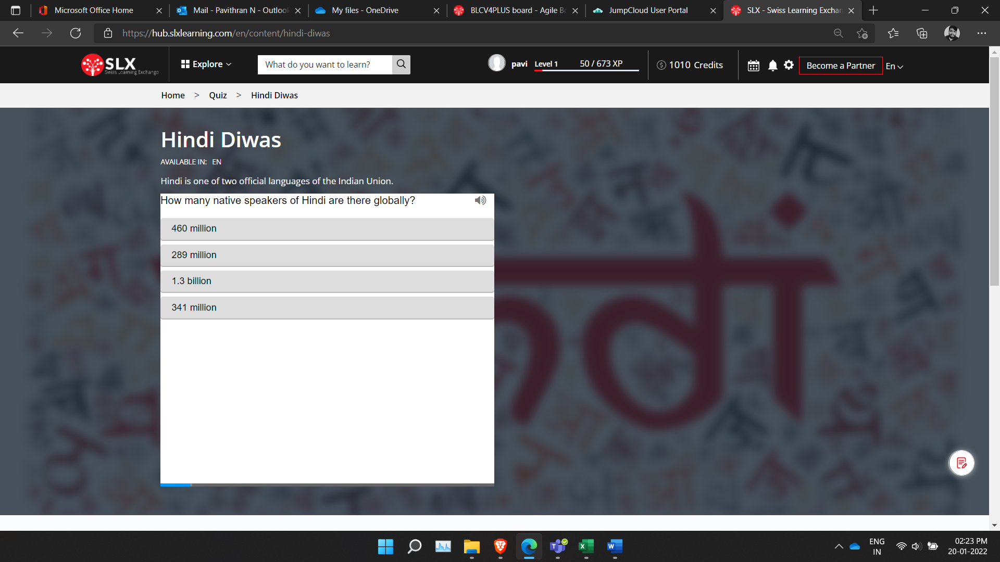 Microsoft Office Home
Mail - Pavithran N - Outloo
My files - OneDrive
BLCV4PLUS board - Agile B
JumpCloud User Portal
SLX - Swiss Learning Exchan
https://hub.slxlearning.com/en/content/hindi-diwas
SLX
Swiss Learning Exchange
Explore
What do you want to learn?
pavi
Level 1
50 / 673 XP
1010 Credits
Become a Partner
En
Home > Quiz > Hindi Diwas
Hindi Diwas
AVAILABLE IN: EN
Hindi is one of two official languages of the Indian Union.
How many native speakers of Hindi are there globally?
460 million
289 million
1.3 billion
341 million
ENG
IN
02:23 PM
20-01-2022